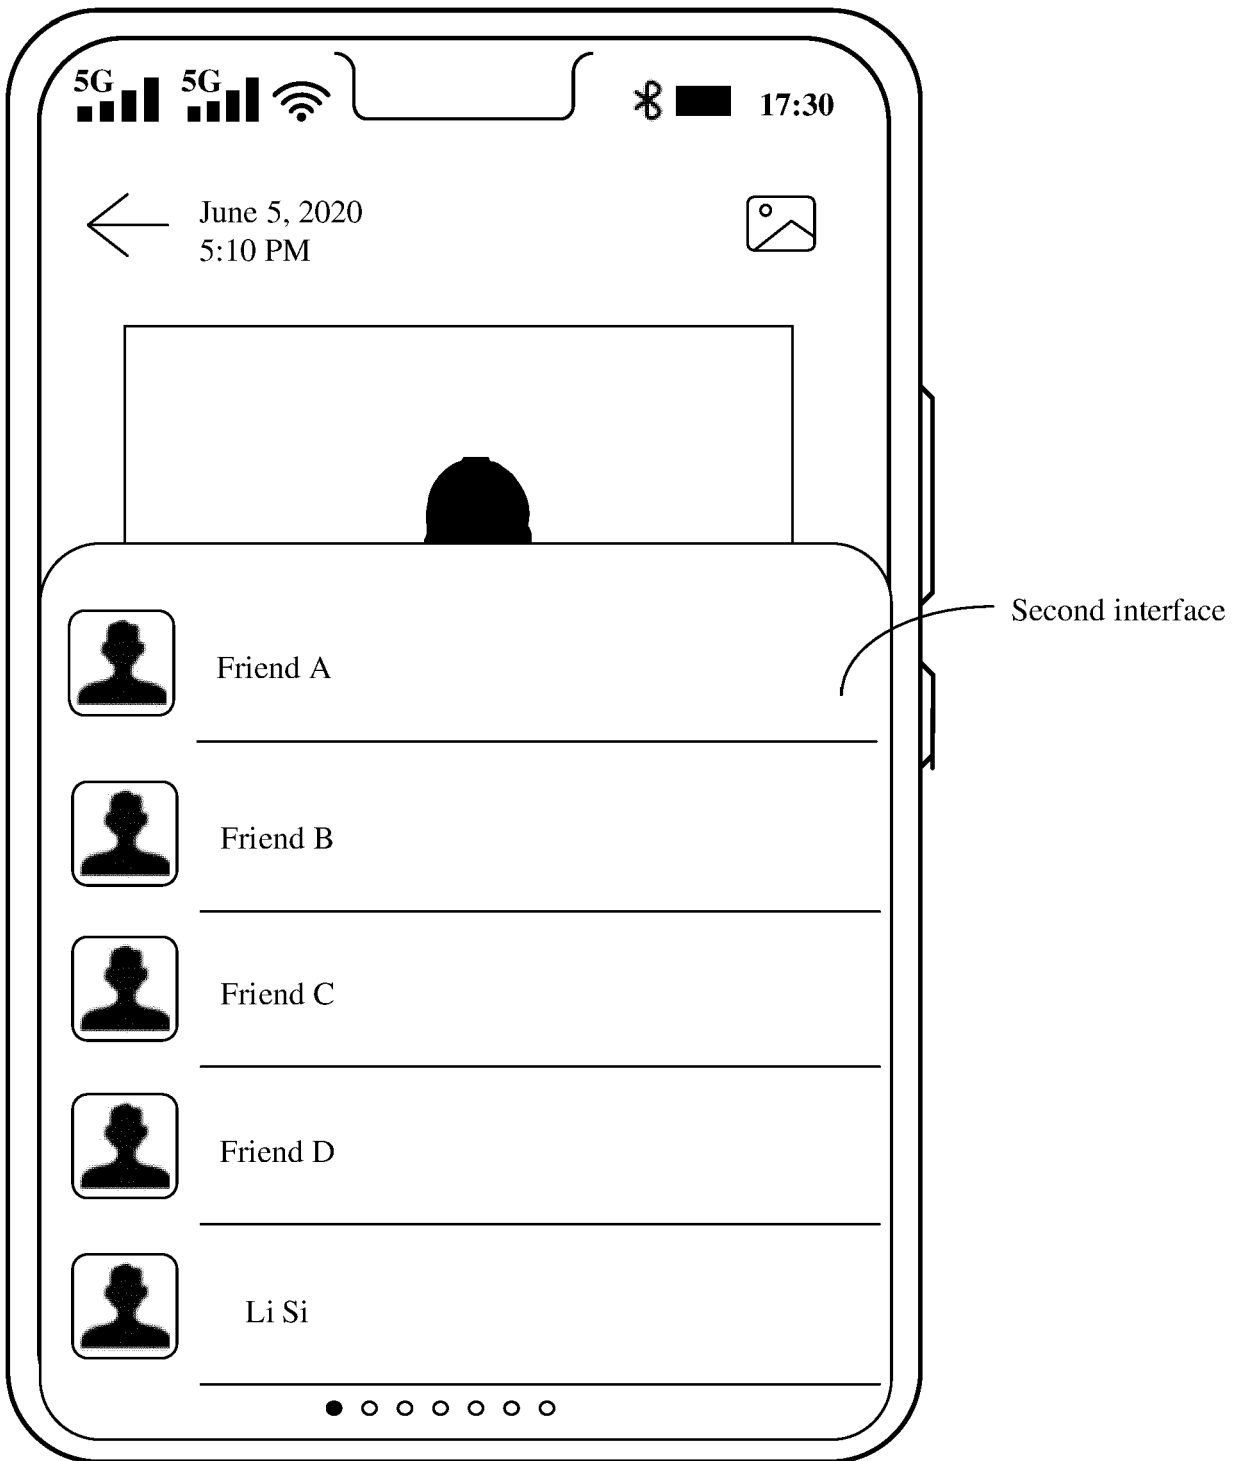 5G 5G 17:30
June 5, 2020
5:10 PM
Second interface
Friend A
Friend B
Friend C
Friend D
Li Si